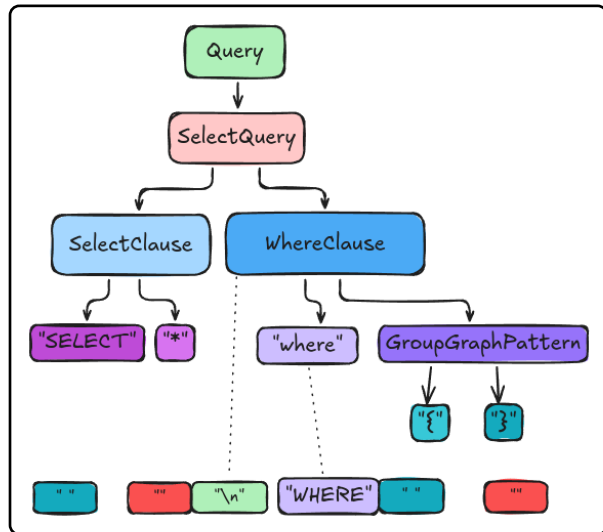 Query
SelectQuery
SelectClause
WhereClause
"SELECT"
"*"
"where"
GroupGraphPattern
"{"
"}"
" "
""
"\n"
"WHERE"
" "
""